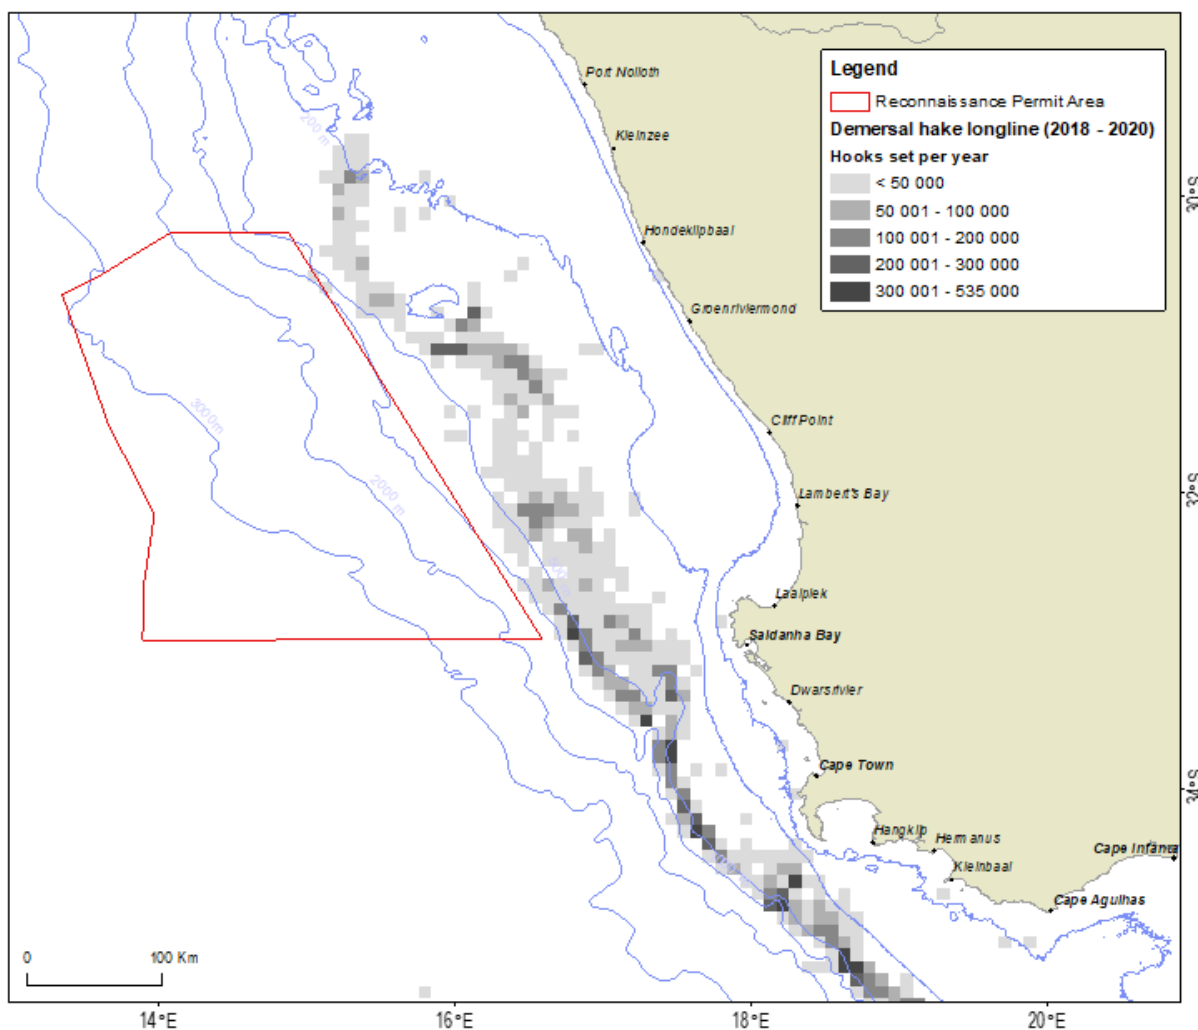 Legend
Reconnaissance Permit Area
Demersal hake longline (2018 - 2020)
Hooks set per year
< 50 000
50 001 - 100 000
100 001 - 200 000
200 001 - 300 000
300 001 - 535 000
Port Nolloth
Kleinzee
200 m
30°S
Hondeklipbaai
Groenriviermond
3000m
Cliff Point
2000 m
Lambert's Bay
32°S
Laaiplek
Saldanha Bay
Dwarsrivier
Cape Town
34°S
Hangklip
Hermanus
Cape Infanta
Kleinbaai
Cape Agulhas
0 100 Km
14°E 16°E 18°E 20°E